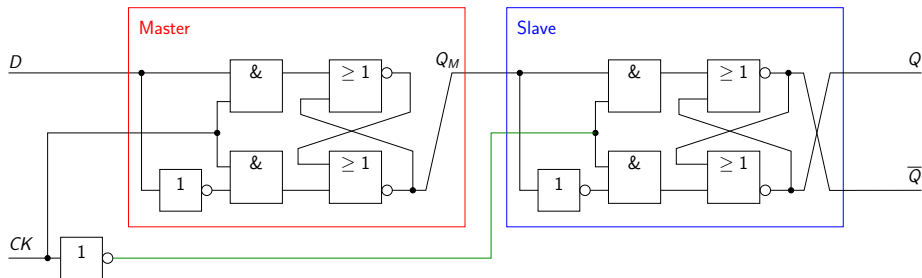 Master Slave
D Q_M Q
& ≥ 1 & ≥ 1
& ≥ 1 & ≥ 1
1 1 Q̅
CK
1